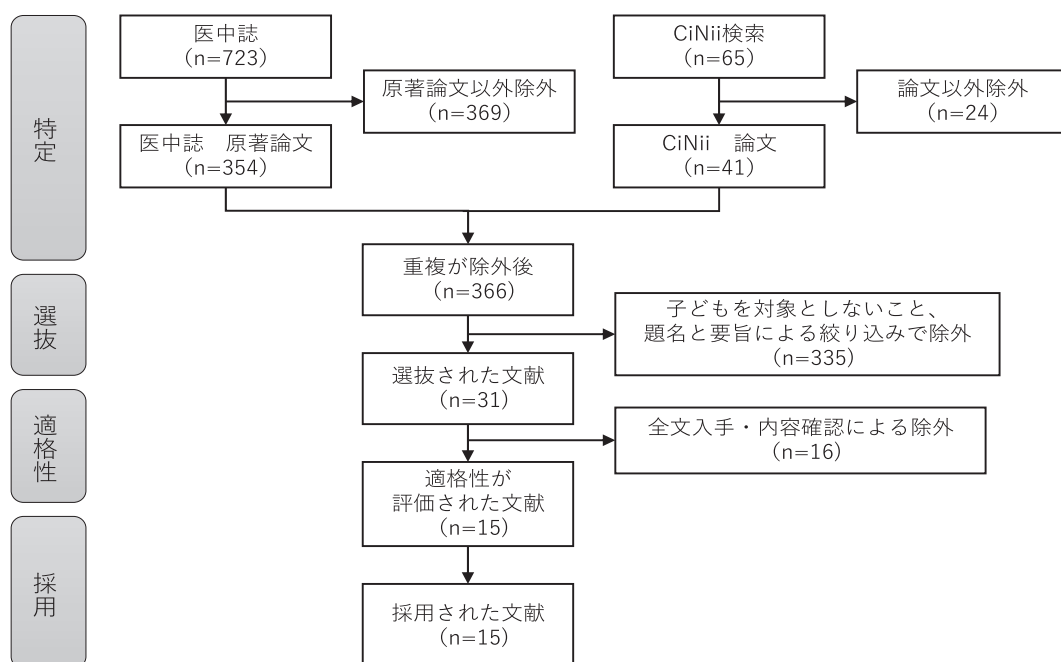 特定
医中誌
(n=723)
CiNii検索
(n=65)
原著論文以外除外
(n=369)
論文以外除外
(n=24)
医中誌　原著論文
(n=354)
CiNii　論文
(n=41)
重複が除外後
(n=366)
選抜
子どもを対象としないこと、
題名と要旨による絞り込みで除外
(n=335)
選抜された文献
(n=31)
適格性
全文入手・内容確認による除外
(n=16)
適格性が
評価された文献
(n=15)
採用
採用された文献
(n=15)